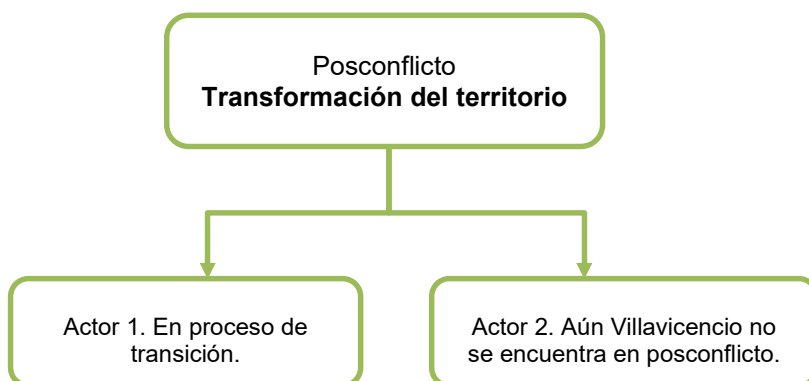 Posconflicto
Transformación del territorio
Actor 1. En proceso de
transición.
Actor 2. Aún Villavicencio no
se encuentra en posconflicto.